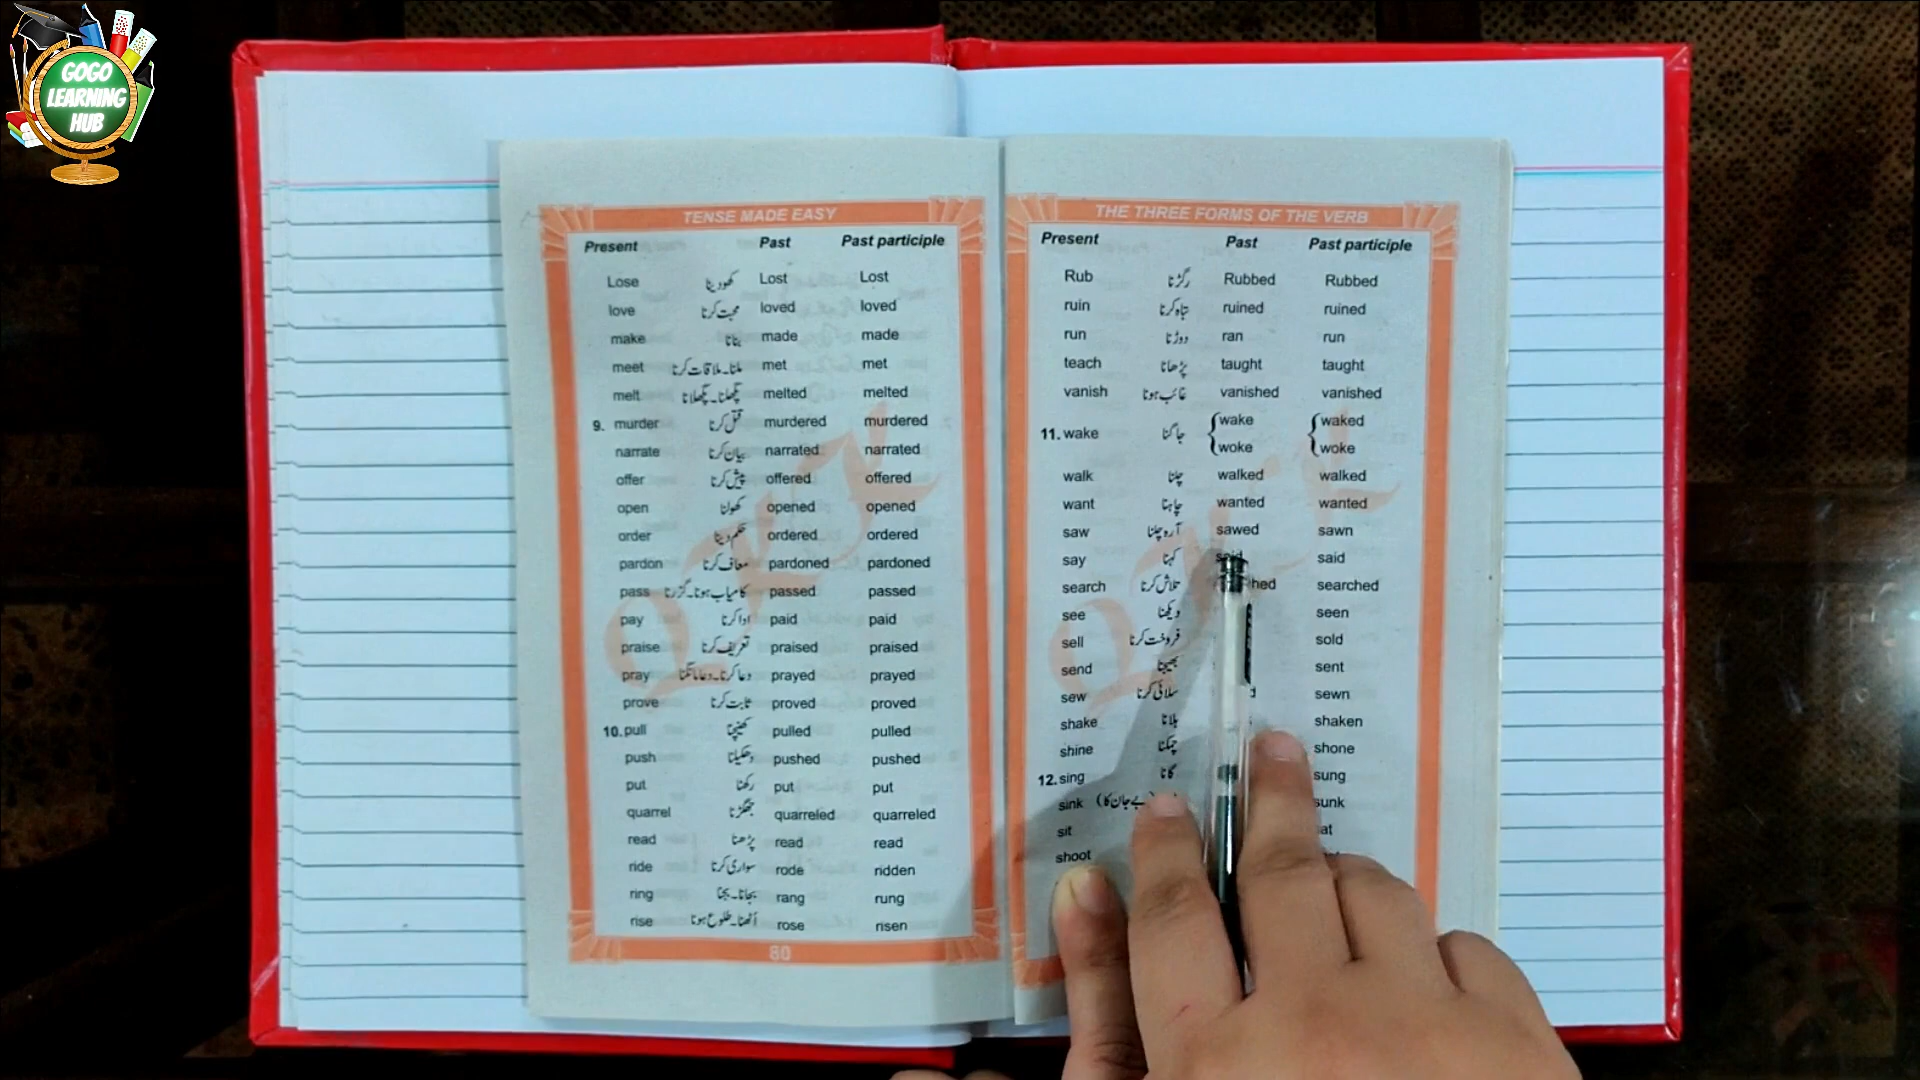 GOGO
LEARNING
HUB
TENSE MADE EASY
Present Past Past participle
Lose کھودینا Lost Lost
love محبت کرنا loved loved
make بنانا made made
meet ملنا۔ملاقات کرنا met met
melt پگھلنا۔پگھلانا melted melted
9. murder قتل کرنا murdered murdered
narrate بیان کرنا narrated narrated
offer پیش کرنا offered offered
open کھولنا opened opened
order حکم دینا ordered ordered
pardon معاف کرنا pardoned pardoned
pass کامیاب ہونا۔گزرنا passed passed
pay ادا کرنا paid paid
praise تعریف کرنا praised praised
pray دعا کرنا۔دعا مانگنا prayed prayed
prove ثابت کرنا proved proved
10. pull کھینچنا pulled pulled
push دھکیلنا pushed pushed
put رکھنا put put
quarrel جھگڑنا quarreled quarreled
read پڑھنا read read
ride سواری کرنا rode ridden
ring بجانا۔بجنا rang rung
rise اُٹھنا۔طلوع ہونا rose risen
80
THE THREE FORMS OF THE VERB
Present Past Past participle
Rub رگڑنا Rubbed Rubbed
ruin تباہ کرنا ruined ruined
run دوڑنا ran run
teach پڑھانا taught taught
vanish غائب ہونا vanished vanished
11. wake جاگنا wake waked
woke woke
walk چلنا walked walked
want چاہنا wanted wanted
saw آرہ چلنا sawed sawn
say کہنا said said
search تلاش کرنا searched
see دیکھنا seen
sell فروخت کرنا sold
send بھیجنا sent
sew سلائی کرنا sewn
shake ہلانا shaken
shine چمکنا shone
12. sing گانا sung
sink (بے جان کا) sunk
sit
shoot